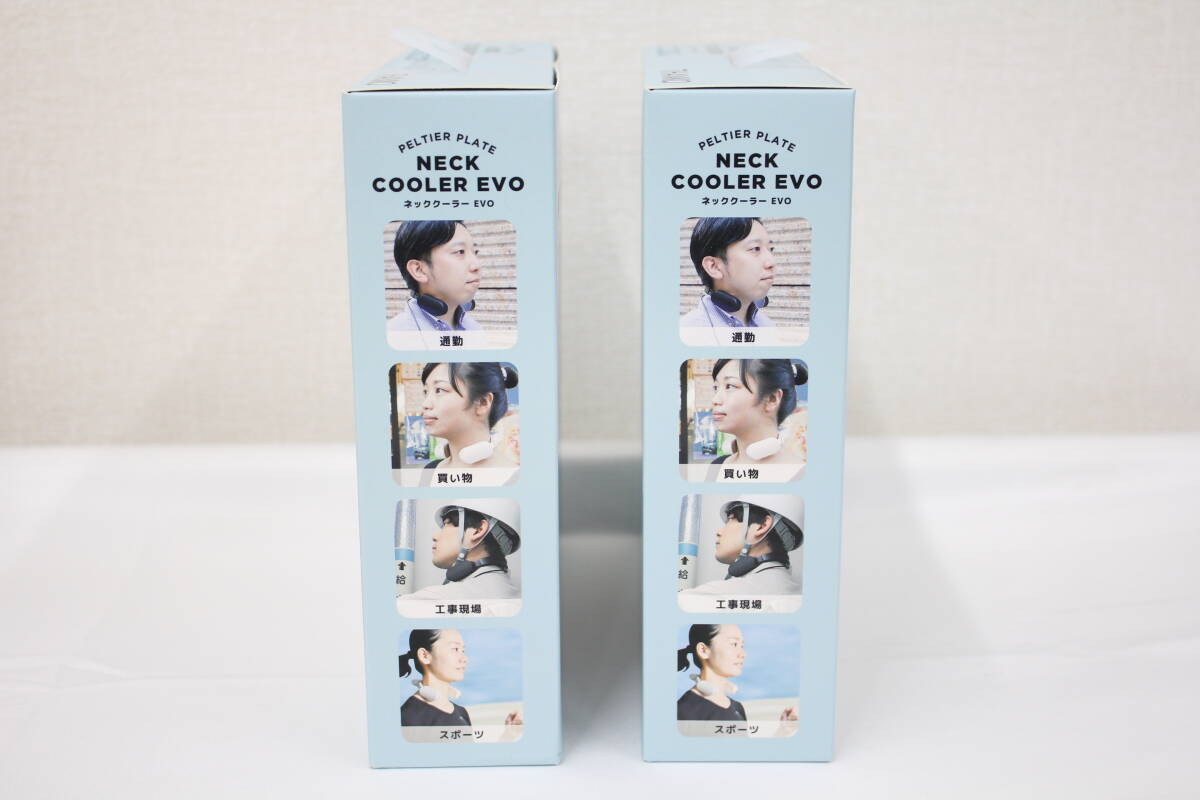 PELTIER PLATE
NECK
COOLER EVO
ネッククーラー EVO
通勤
買い物
給
工事現場
スポーツ
PELTIER PLATE
NECK
COOLER EVO
ネッククーラー EVO
通勤
買い物
給
工事現場
スポーツ